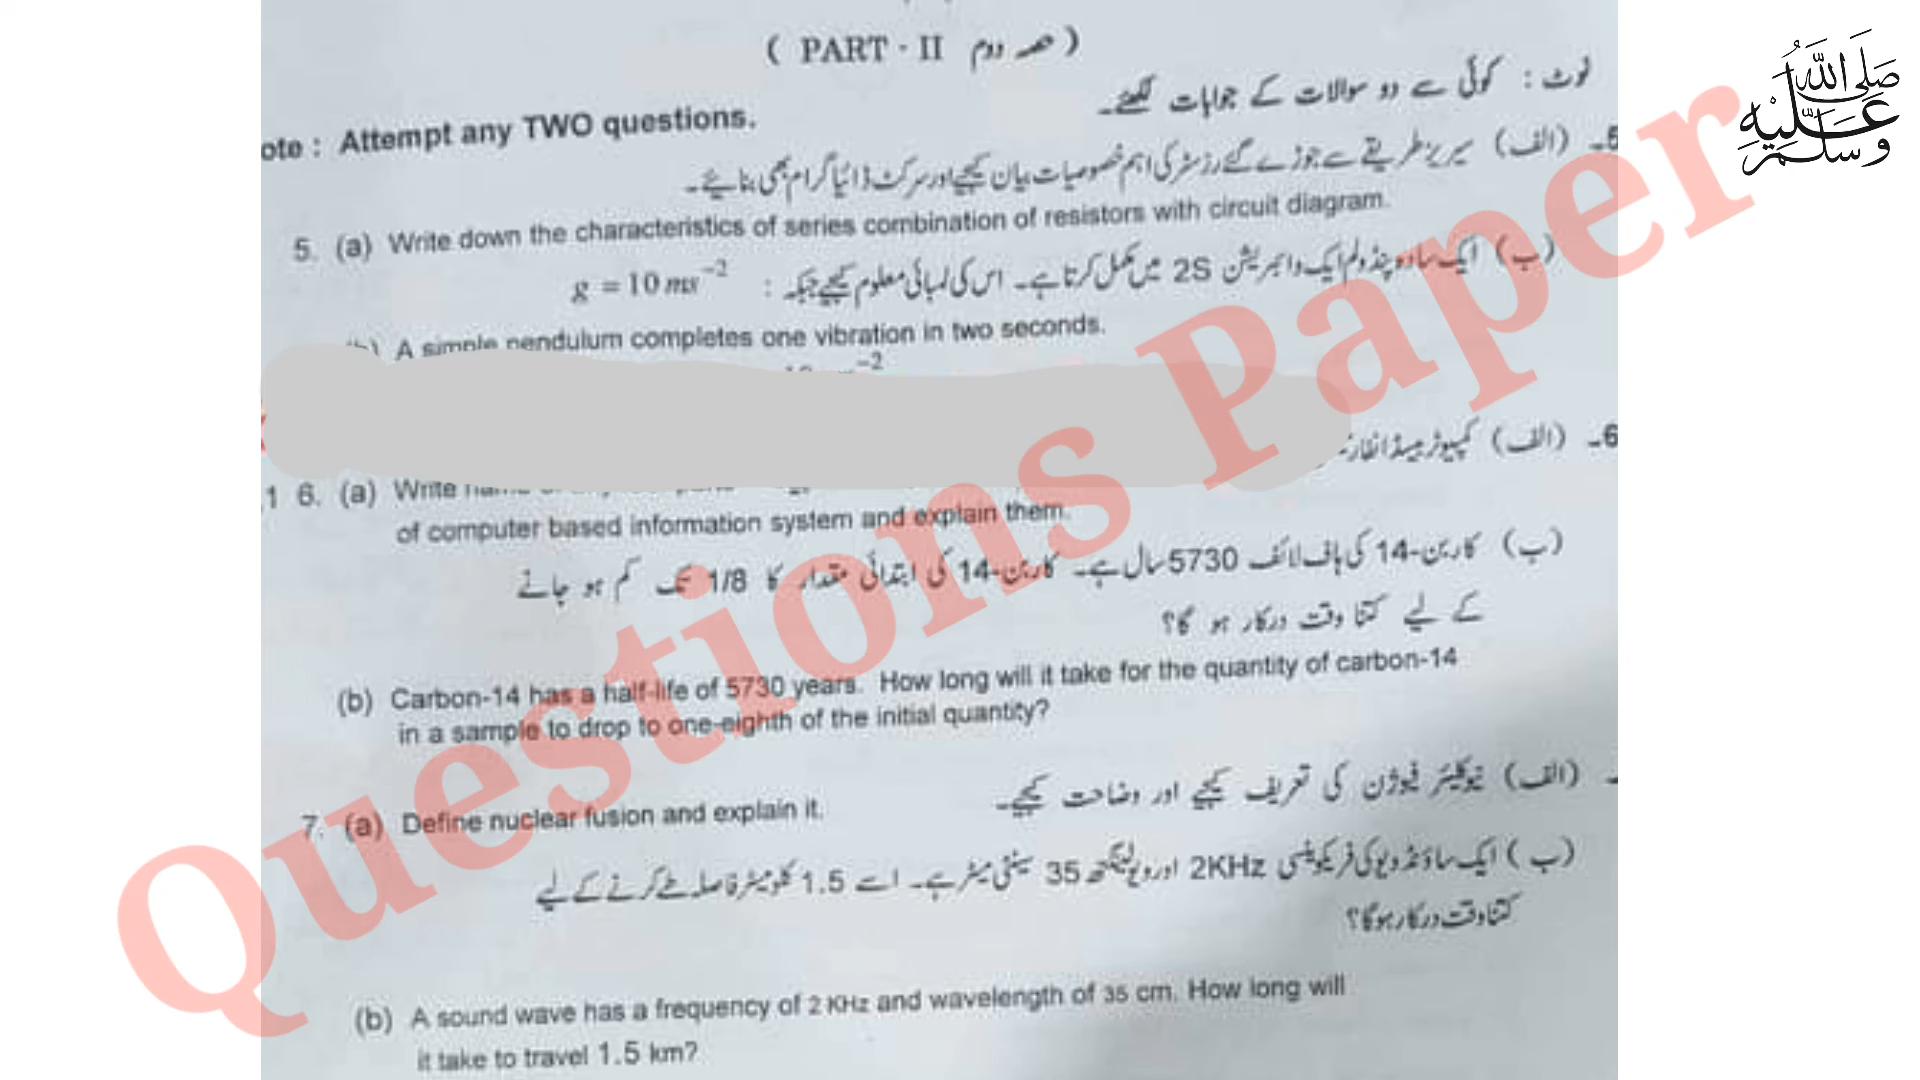 ( PART - II حصہ دوم )
نوٹ : کوئی سے دو سوالات کے جوابات لکھئے۔
ote : Attempt any TWO questions.
5۔ (الف) سیریز طریقے سے جوڑے گئے رزسٹرز کی اہم خصوصیات بیان کیجیے اور سرکٹ ڈائیاگرام بھی بنائیے۔
5. (a) Write down the characteristics of series combination of resistors with circuit diagram.
(ب) ایک سادہ پنڈولم ایک وائبریشن 2S میں مکمل کرتا ہے۔ اس کی لمبائی معلوم کیجیے جبکہ : g = 10 ms⁻²
A simple pendulum completes one vibration in two seconds.
6۔ (الف) کمپیوٹر بیسڈ
1 6. (a) Write
of computer based information system and explain them.
(ب) کاربن-14 کی ہاف لائف 5730 سال ہے۔ کاربن-14 کی ابتدائی مقدار کا 1/8 تک کم ہو جانے
کے لیے کتنا وقت درکار ہو گا؟
(b) Carbon-14 has a half-life of 5730 years. How long will it take for the quantity of carbon-14
in a sample to drop to one-eighth of the initial quantity?
(الف) نیوکلیئر فیوژن کی تعریف کیجیے اور وضاحت کیجیے۔
7. (a) Define nuclear fusion and explain it.
(ب) ایک ساؤنڈ ویو کی فریکوئنسی 2KHz اور ویولینگتھ 35 سینٹی میٹر ہے۔ اسے 1.5 کلومیٹر فاصلہ طے کرنے کے لیے
کتنا وقت درکار ہوگا؟
(b) A sound wave has a frequency of 2 KHz and wavelength of 35 cm. How long will
it take to travel 1.5 km?
Questions Paper
صلى الله عليه وسلم